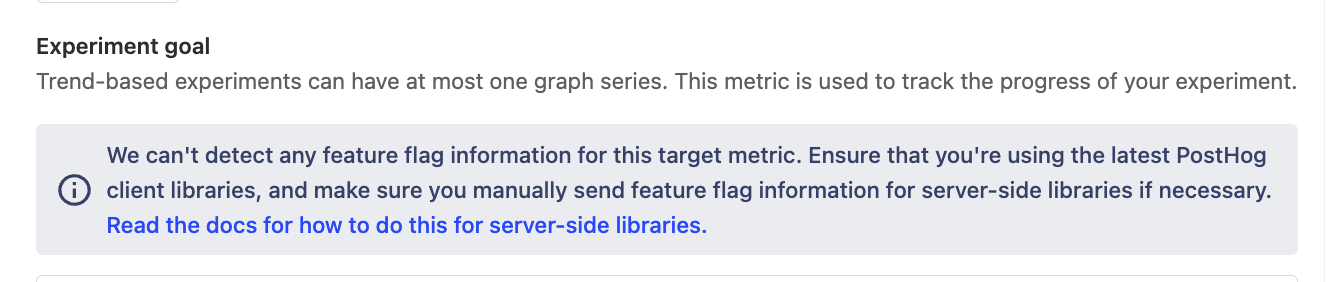 Experiment goal
Trend-based experiments can have at most one graph series. This metric is used to track the progress of your experiment.
We can't detect any feature flag information for this target metric. Ensure that you're using the latest PostHog
client libraries, and make sure you manually send feature flag information for server-side libraries if necessary.
Read the docs for how to do this for server-side libraries.